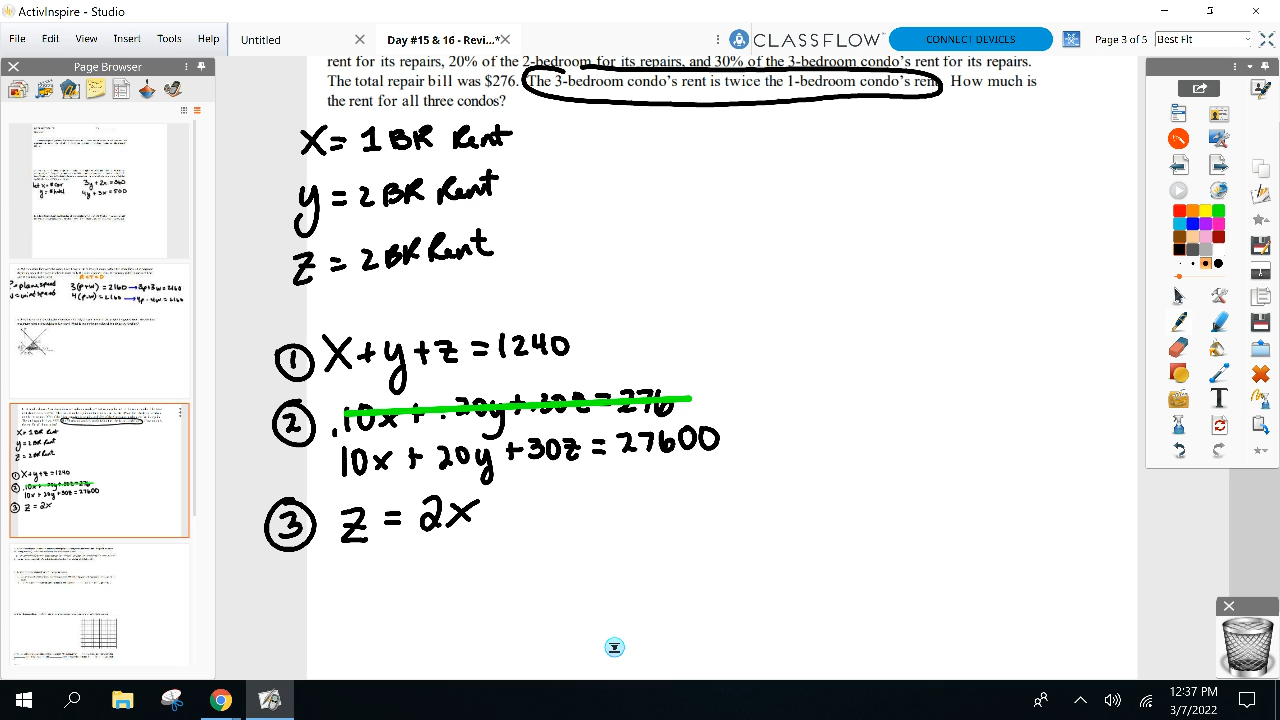 ActivInspire - Studio
File Edit View Insert Tools Help
Untitled
Day #15 & 16 - Revi...*
CLASSFLOW
CONNECT DEVICES
Page 3 of 5
Best Fit
Page Browser
rent for its repairs, 20% of the 2-bedroom for its repairs, and 30% of the 3-bedroom condo's rent for its repairs.
The total repair bill was $276. The 3-bedroom condo's rent is twice the 1-bedroom condo's rent. How much is
the rent for all three condos?
x = 1 BR Rent
y = 2 BR Rent
z = 2 BR Rent
① x + y + z = 1240
② .10x + .20y + .30z = 276
10x + 20y + 30z = 27600
③ z = 2x
12:37 PM
3/7/2022